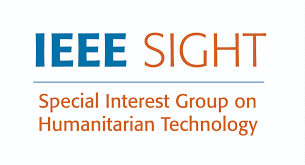 IEEE SIGHT
Special Interest Group on
Humanitarian Technology